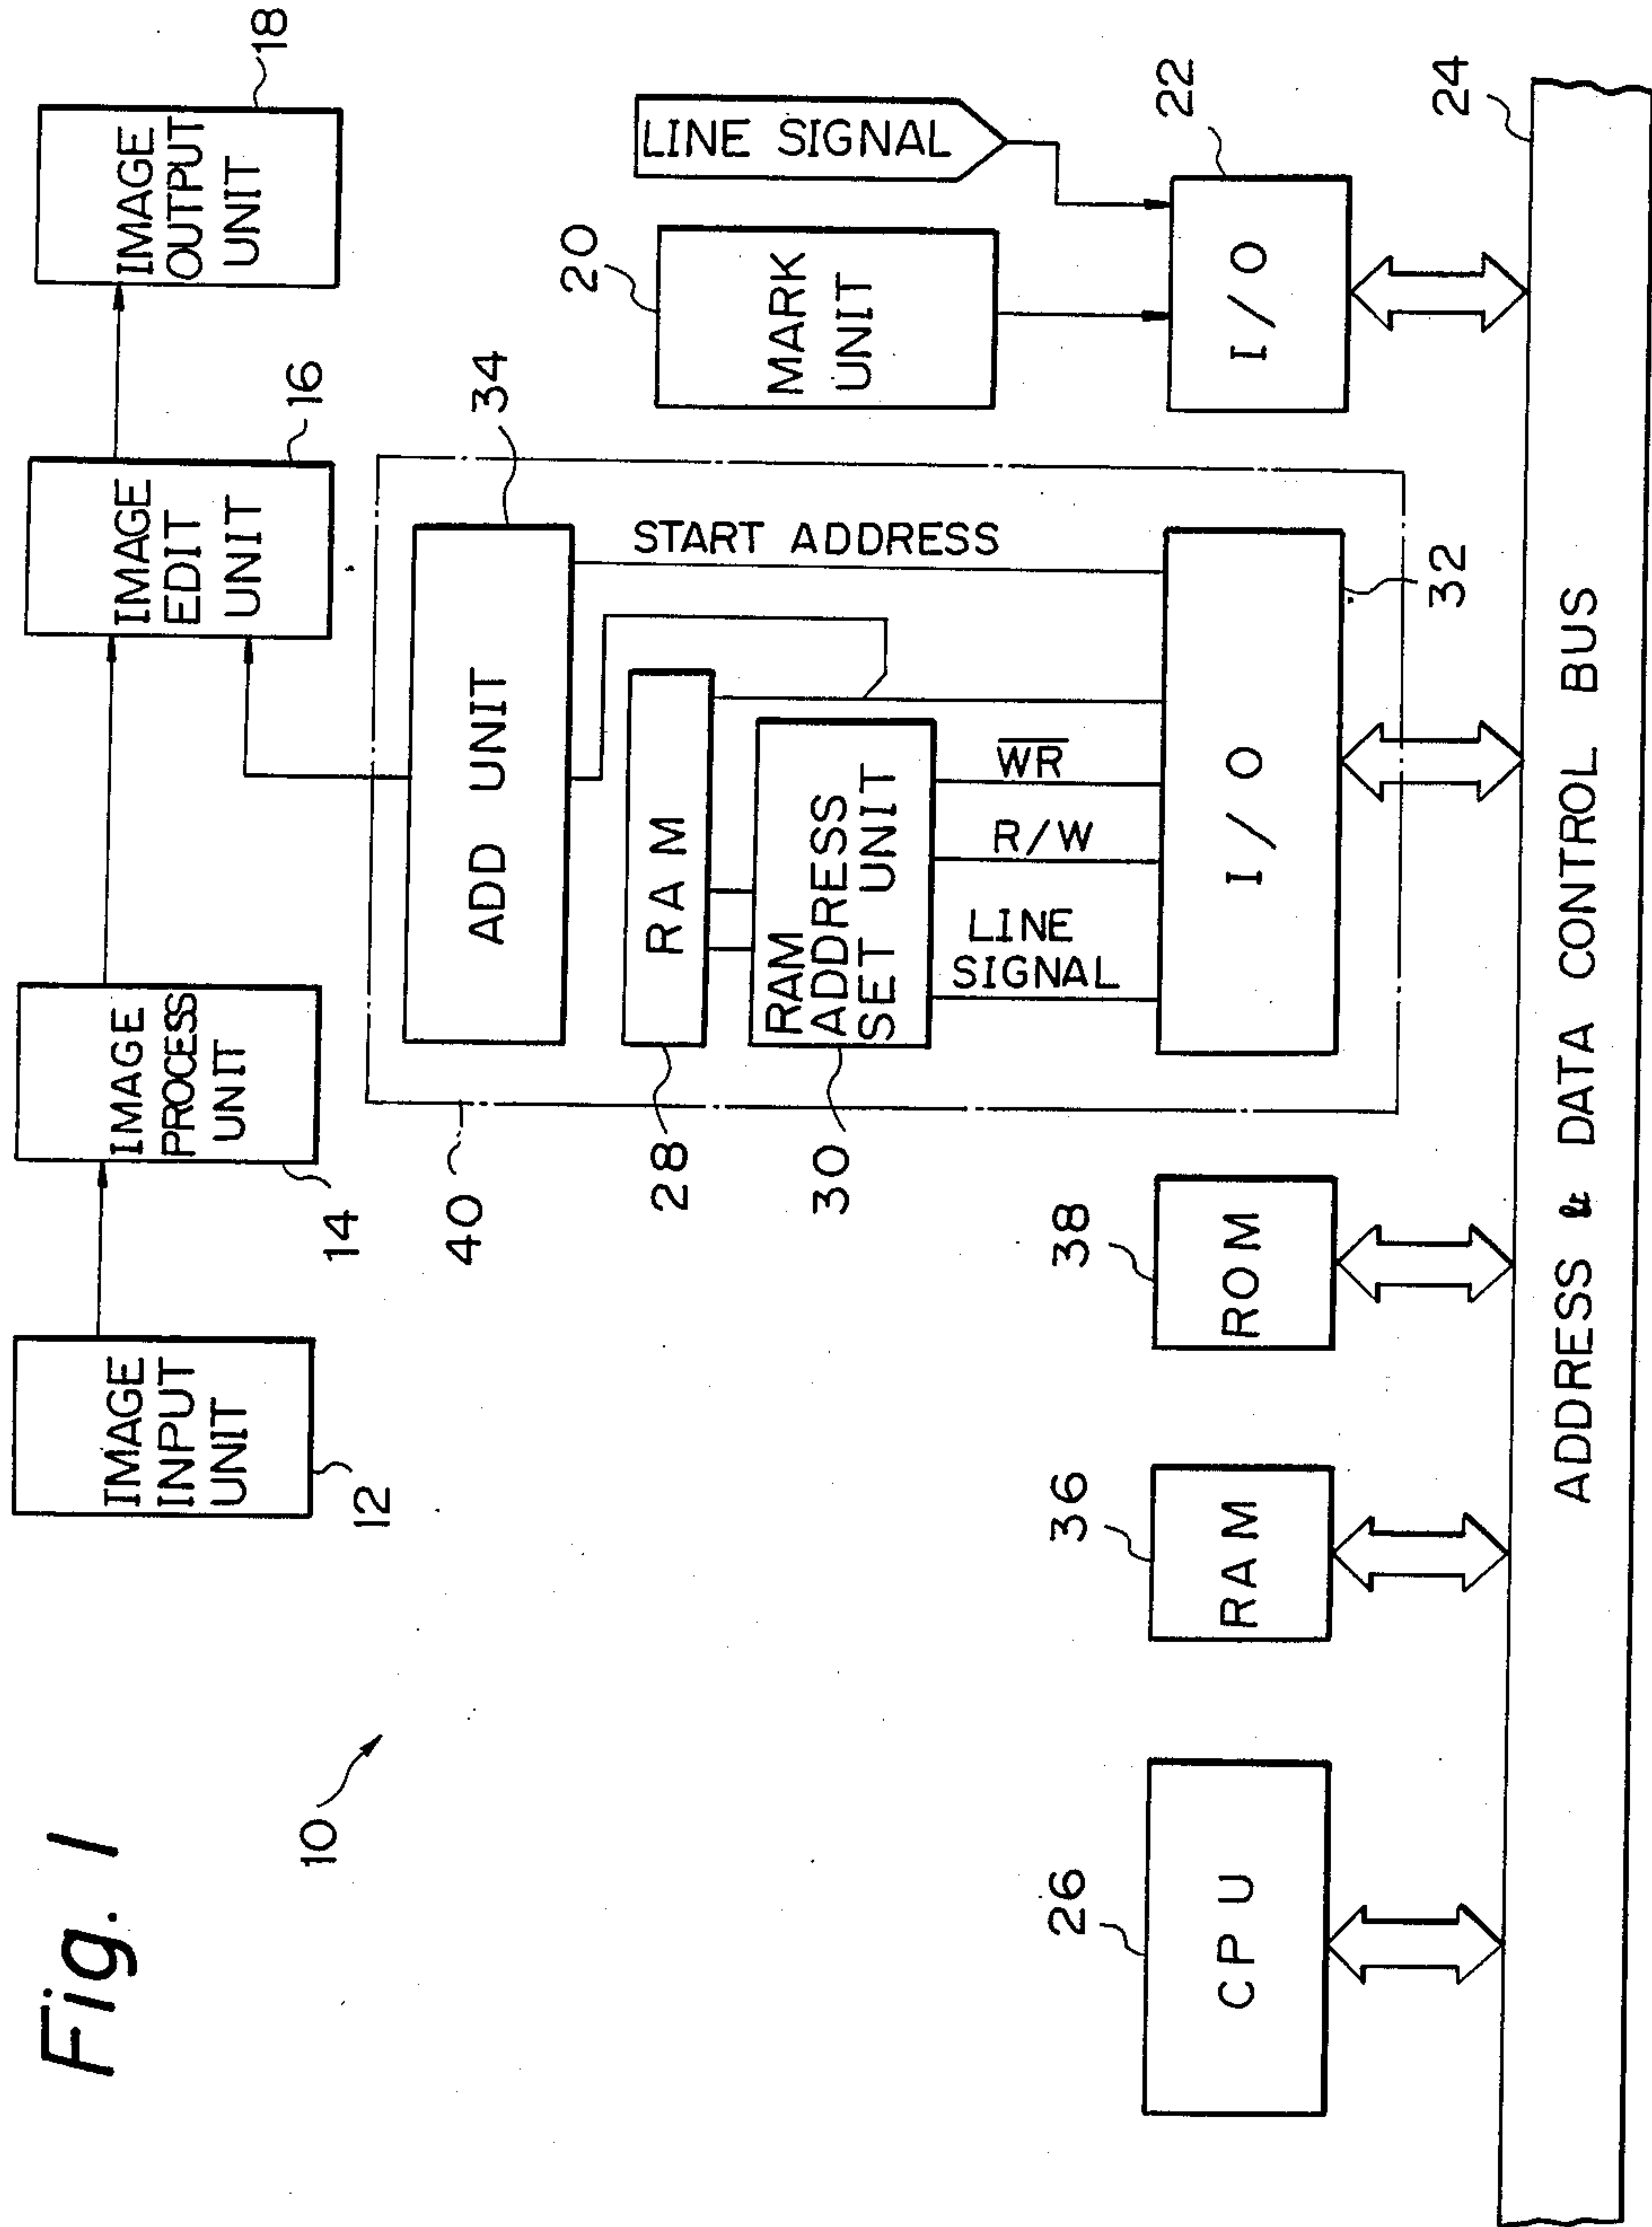 Fig. 1
10
IMAGE
INPUT
UNIT
12
IMAGE
PROCESS
UNIT
14
IMAGE
EDIT
UNIT
16
IMAGE
OUTPUT
UNIT
18
40
ADD UNIT
34
START ADDRESS
RAM
28
RAM
ADDRESS
SET UNIT
30
LINE
SIGNAL
R/W
W̅R̅
I/O
32
MARK
UNIT
20
LINE SIGNAL
I/O
22
CPU
26
RAM
36
ROM
38
ADDRESS & DATA CONTROL BUS
24